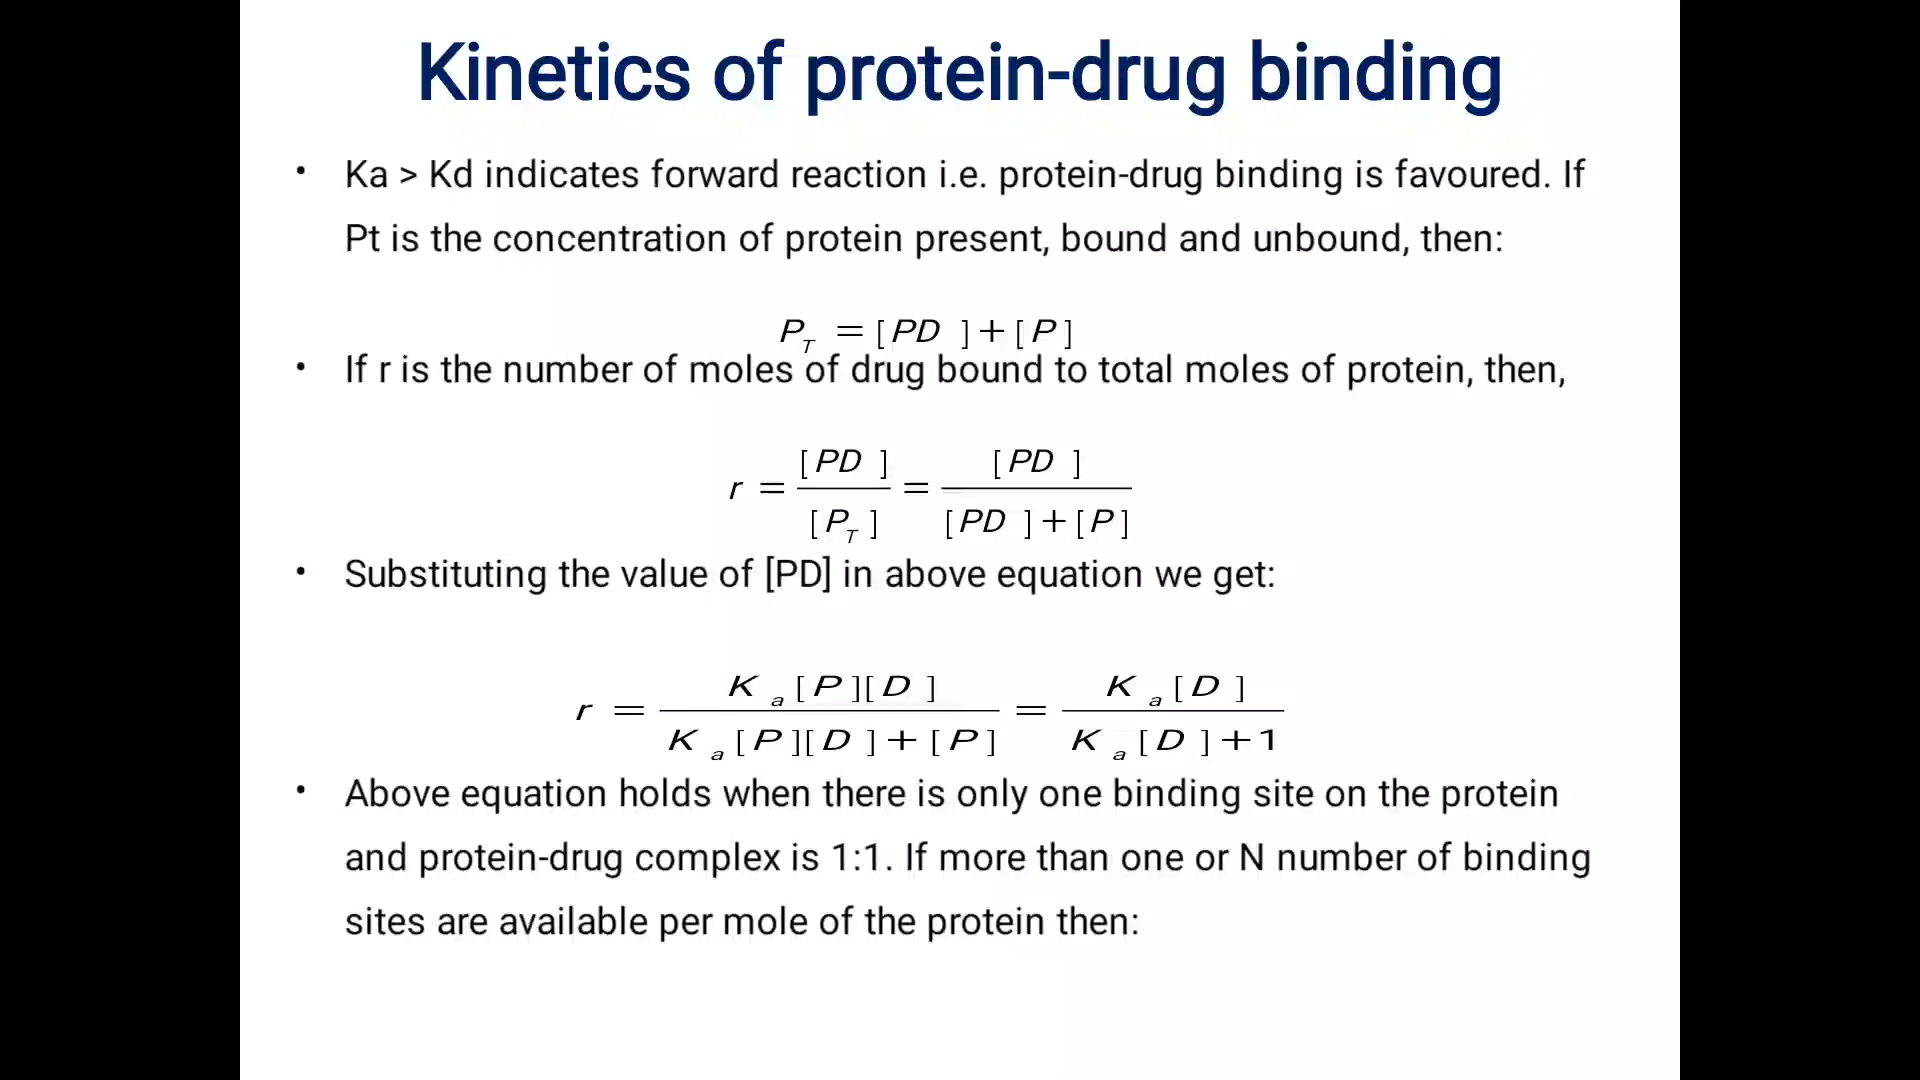 Kinetics of protein-drug binding
• Ka > Kd indicates forward reaction i.e. protein-drug binding is favoured. If
Pt is the concentration of protein present, bound and unbound, then:
P_T = [PD ] + [P]
• If r is the number of moles of drug bound to total moles of protein, then,
r = [PD ] / [P_T] = [PD ] / [PD ] + [P]
• Substituting the value of [PD] in above equation we get:
r = K_a[P][D ] / K_a[P][D ] + [P] = K_a[D ] / K_a[D ] + 1
• Above equation holds when there is only one binding site on the protein
and protein-drug complex is 1:1. If more than one or N number of binding
sites are available per mole of the protein then: